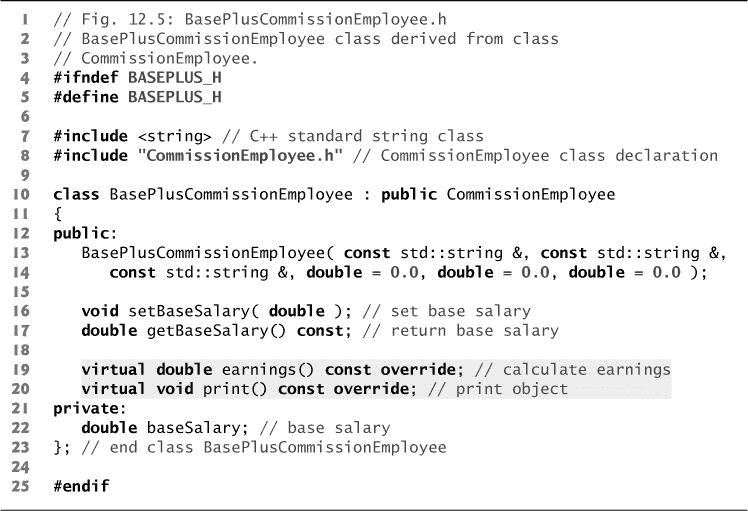 1 // Fig. 12.5: BasePlusCommissionEmployee.h
2 // BasePlusCommissionEmployee class derived from class
3 // CommissionEmployee.
4 #ifndef BASEPLUS_H
5 #define BASEPLUS_H
6
7 #include <string> // C++ standard string class
8 #include "CommissionEmployee.h" // CommissionEmployee class declaration
9
10 class BasePlusCommissionEmployee : public CommissionEmployee
11 {
12 public:
13    BasePlusCommissionEmployee( const std::string &, const std::string &,
14       const std::string &, double = 0.0, double = 0.0, double = 0.0 );
15
16    void setBaseSalary( double ); // set base salary
17    double getBaseSalary() const; // return base salary
18
19    virtual double earnings() const override; // calculate earnings
20    virtual void print() const override; // print object
21 private:
22    double baseSalary; // base salary
23 }; // end class BasePlusCommissionEmployee
24
25 #endif